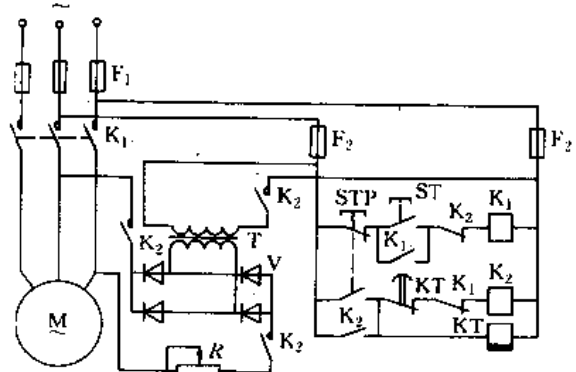 ~
F₁
K₁
F₂
F₂
K₂
STP
ST
K₂
K₁
K₁
K₂
T
V
KT
K₁
K₂
K₂
KT
K₂
R
M
~